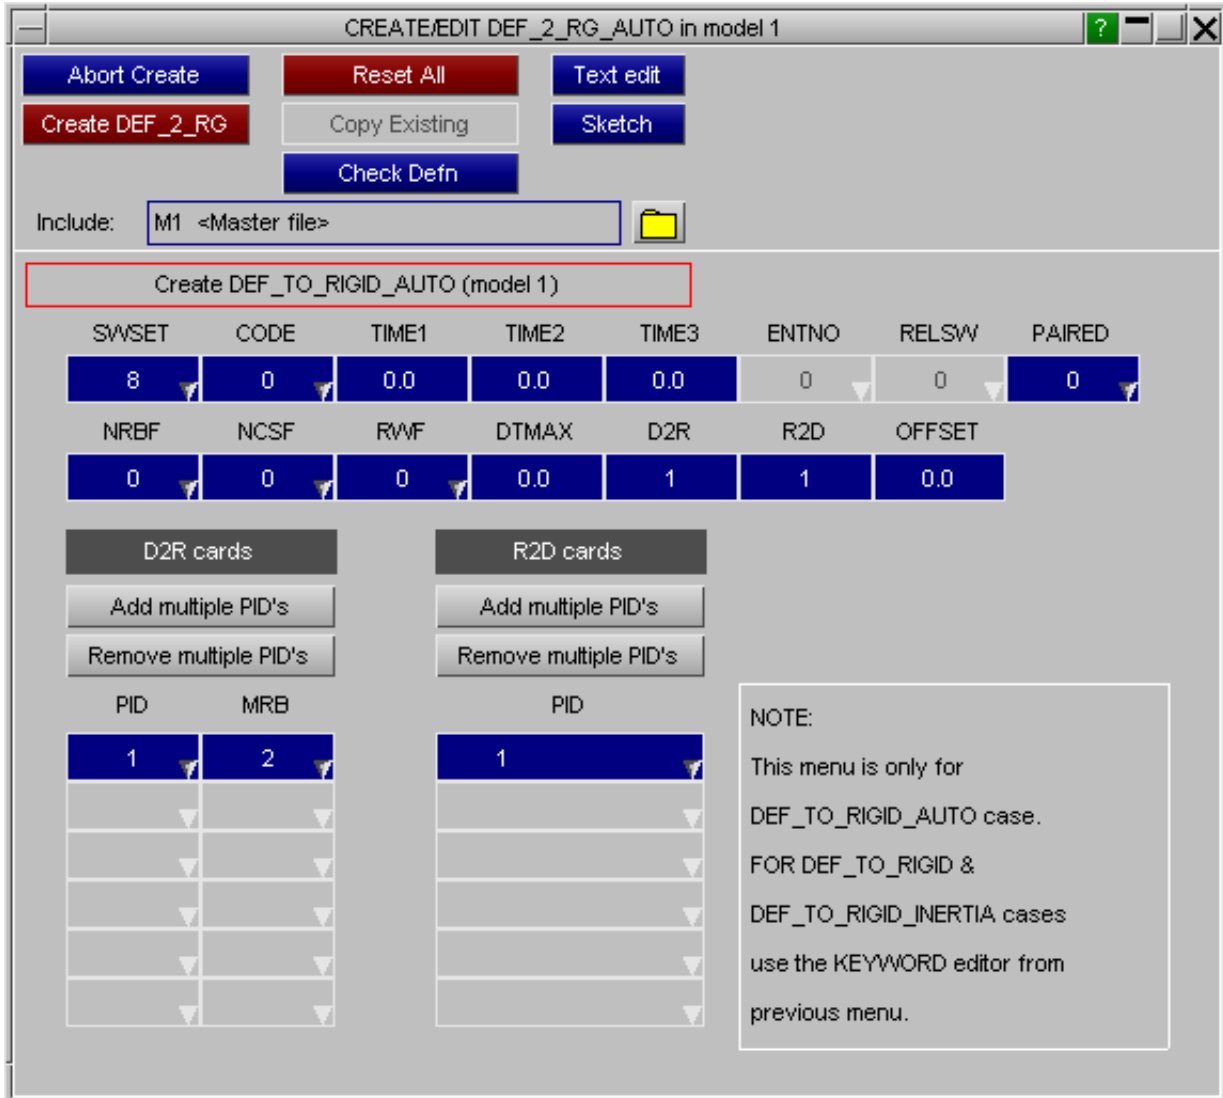 CREATE/EDIT DEF_2_RG_AUTO in model 1 ?
Abort Create Reset All Text edit
Create DEF_2_RG Copy Existing Sketch
Check Defn
Include: M1 <Master file>
Create DEF_TO_RIGID_AUTO (model 1)
SWSET CODE TIME1 TIME2 TIME3 ENTNO RELSW PAIRED
8 0 0.0 0.0 0.0 0 0 0
NRBF NCSF RWF DTMAX D2R R2D OFFSET
0 0 0 0.0 1 1 0.0
D2R cards R2D cards
Add multiple PID's Add multiple PID's
Remove multiple PID's Remove multiple PID's
PID MRB PID
1 2 1
NOTE:
This menu is only for
DEF_TO_RIGID_AUTO case.
FOR DEF_TO_RIGID &
DEF_TO_RIGID_INERTIA cases
use the KEYWORD editor from
previous menu.